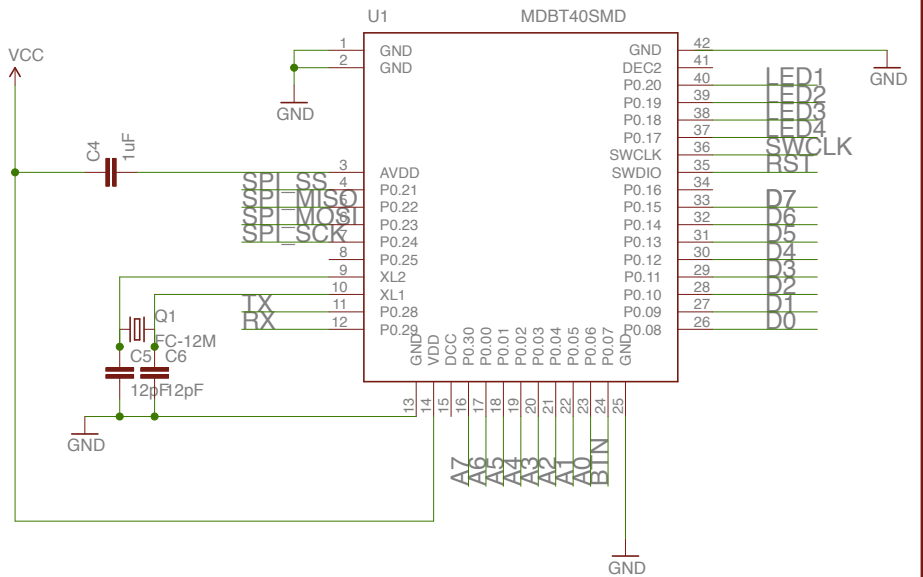 U1 MDBT40SMD
VCC
1 GND GND 42
2 GND DEC2 41
GND
P0.20 40 LED1
P0.19 39 LED2
GND
P0.18 38 LED3
P0.17 37 LED4
C4 1uF
SWCLK 36 SWCLK
3 AVDD SWDIO 35 RST
SPI_SS 4 P0.21 P0.16 34
SPI_MISO 5 P0.22 P0.15 33 D7
SPI_MOSI 6 P0.23 P0.14 32 D6
SPI_SCK 7 P0.24 P0.13 31 D5
8 P0.25 P0.12 30 D4
9 XL2 P0.11 29 D3
10 XL1 P0.10 28 D2
TX 11 P0.28 P0.09 27 D1
RX 12 P0.29 P0.08 26 D0
Q1
FC-12M
C5 C6
12pF 12pF
GND VDD DCC P0.30 P0.00 P0.01 P0.02 P0.03 P0.04 P0.05 P0.06 P0.07 GND
13 14 15 16 17 18 19 20 21 22 23 24 25
GND
A7 A6 A5 A4 A3 A2 A1 A0 BTN
GND